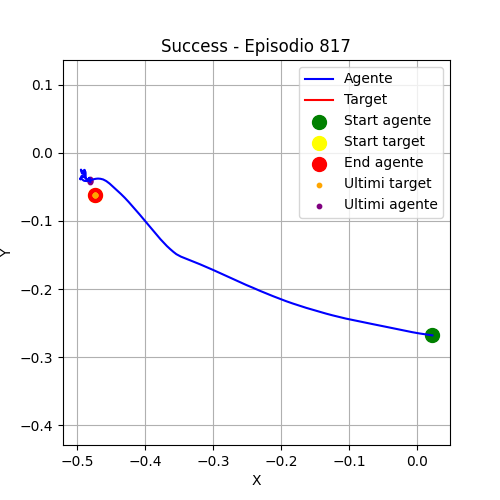 Success - Episodio 817
Agente
Target
Start agente
Start target
End agente
Ultimi target
Ultimi agente
0.1
0.0
−0.1
−0.2
−0.3
−0.4
Y
−0.5 −0.4 −0.3 −0.2 −0.1 0.0
X